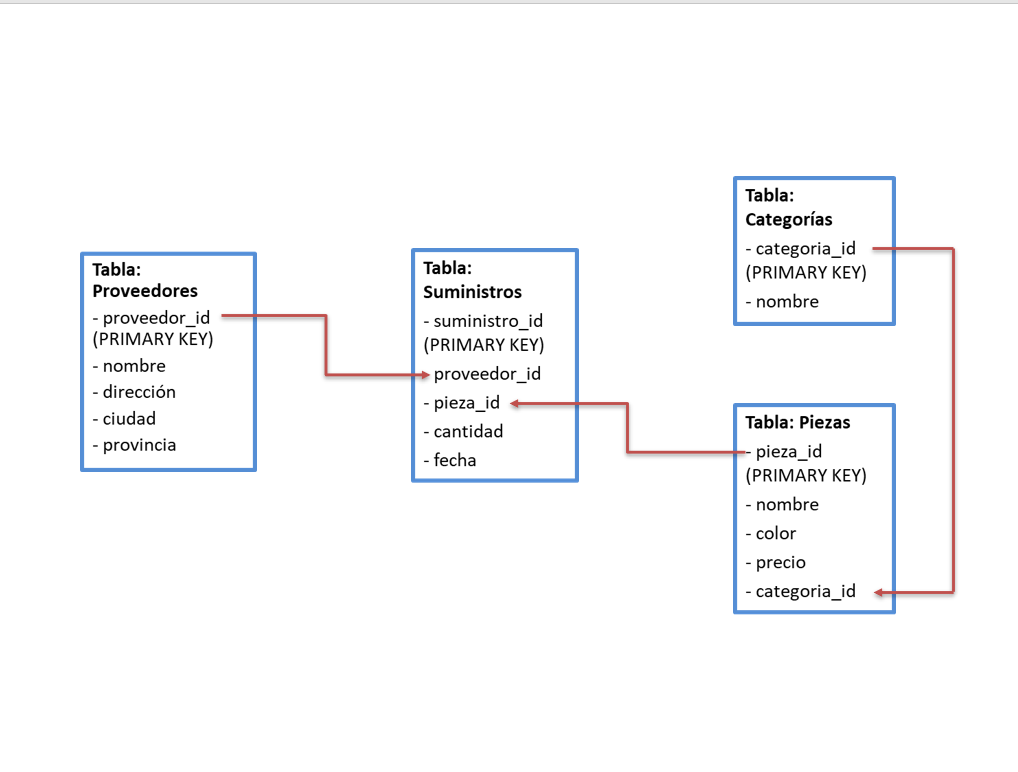 Tabla:
Proveedores
- proveedor_id
(PRIMARY KEY)
- nombre
- dirección
- ciudad
- provincia
Tabla:
Suministros
- suministro_id
(PRIMARY KEY)
proveedor_id
- pieza_id
- cantidad
- fecha
Tabla:
Categorías
- categoria_id
(PRIMARY KEY)
- nombre
Tabla: Piezas
- pieza_id
(PRIMARY KEY)
- nombre
- color
- precio
- categoria_id